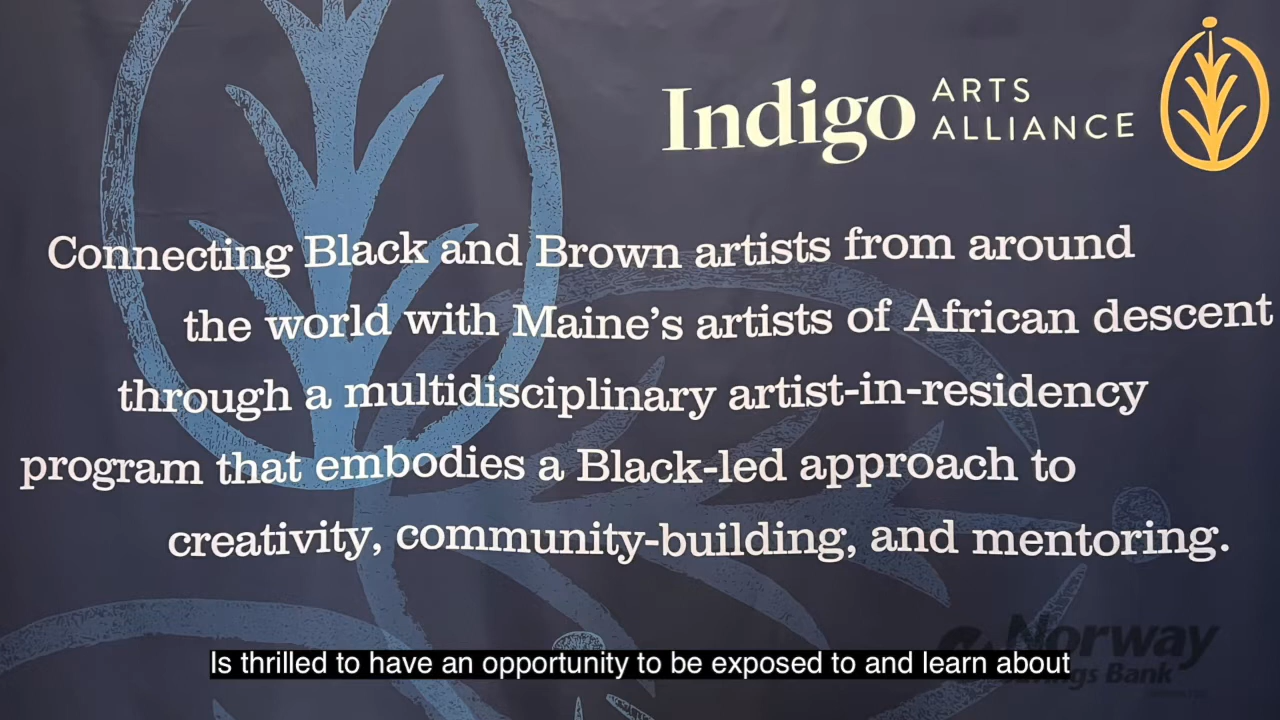 Indigo ARTS
ALLIANCE
Connecting Black and Brown artists from around
the world with Maine's artists of African descent
through a multidisciplinary artist-in-residency
program that embodies a Black-led approach to
creativity, community-building, and mentoring.
Norway
Savings Bank
Is thrilled to have an opportunity to be exposed to and learn about